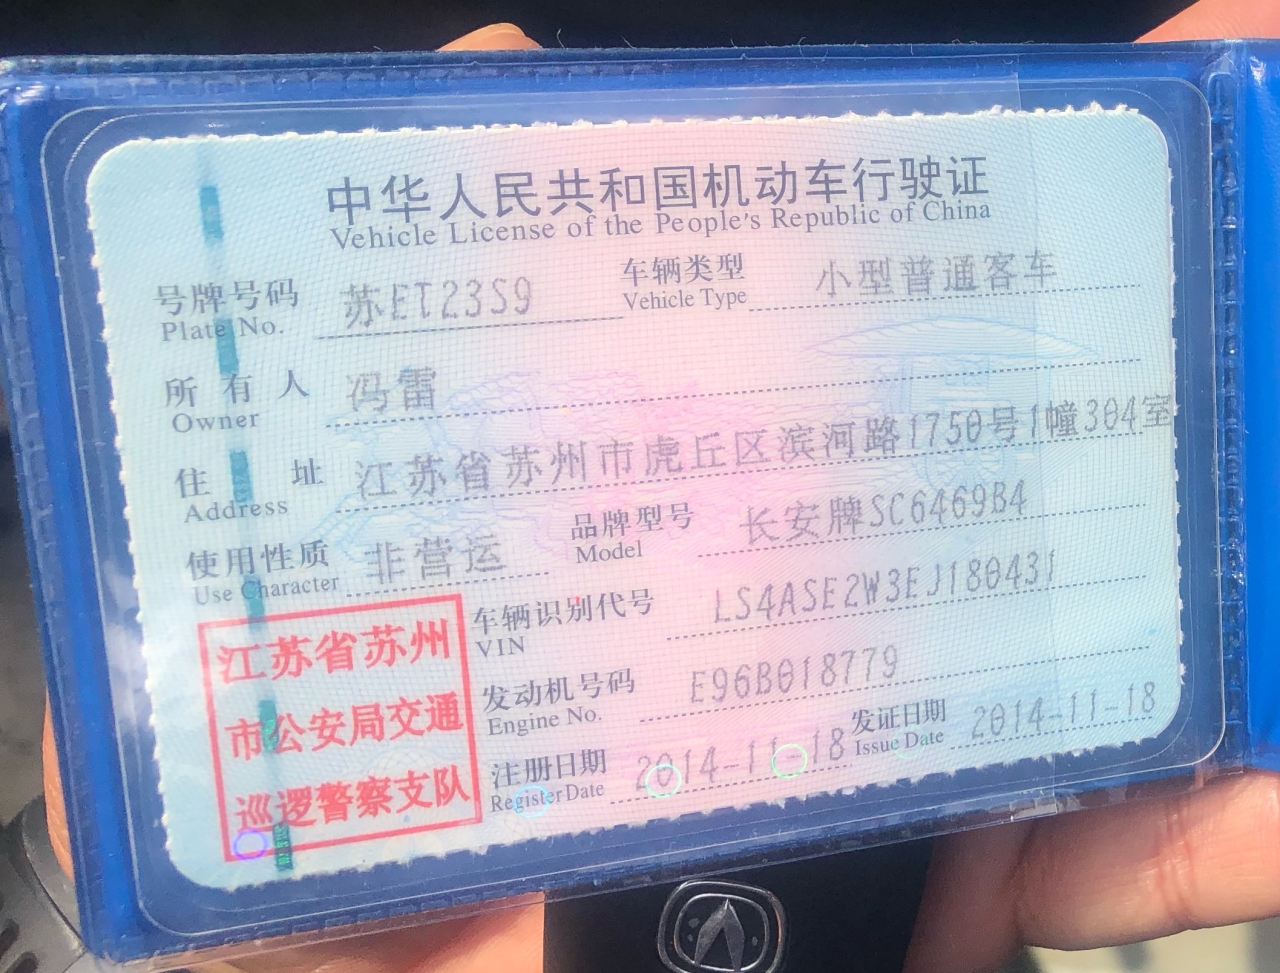 中华人民共和国机动车行驶证
Vehicle License of the People's Republic of China
号牌号码 苏ET23S9 车辆类型 小型普通客车
Plate No. Vehicle Type
所有人 冯雷
Owner
住址 江苏省苏州市虎丘区滨河路1750号1幢304室
Address
使用性质 非营运 品牌型号 长安牌SC6469B4
Use Character Model
车辆识别代号 LS4ASE2W3EJ180431
VIN
发动机号码 E96B018779
Engine No.
注册日期 2014-11-18 发证日期 2014-11-18
Register Date Issue Date
江苏省苏州
市公安局交通
巡逻警察支队